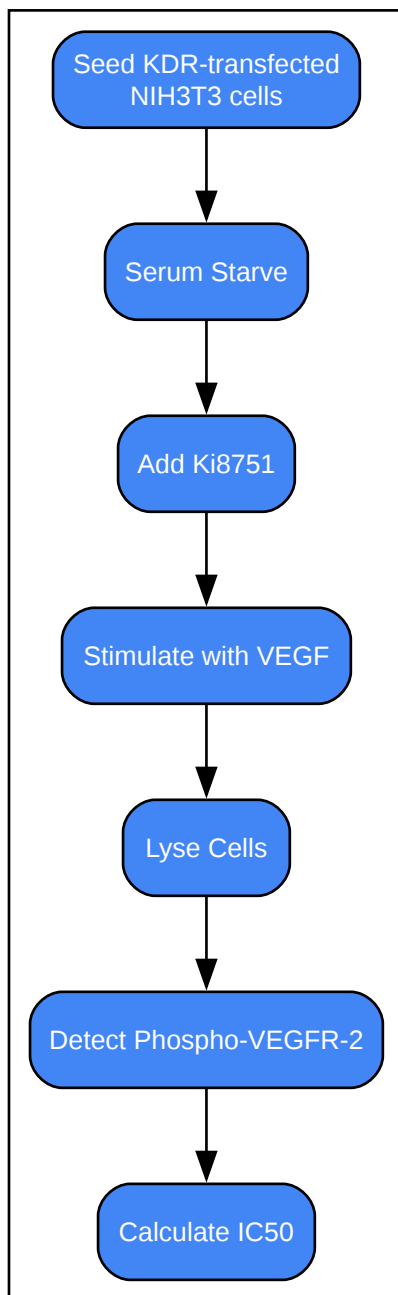 Seed KDR-transfected
NIH3T3 cells
Serum Starve
Add Ki8751
Stimulate with VEGF
Lyse Cells
Detect Phospho-VEGFR-2
Calculate IC50